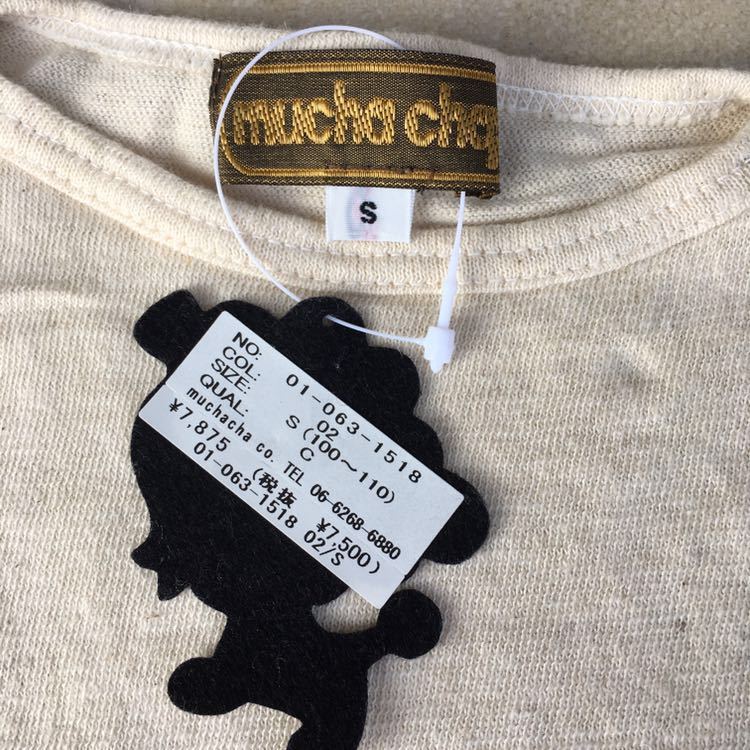 mucha cha
S
NO: 01-063-1518
COL: 02
SIZE: S (100～110)
QUAL: C
muchacha co. TEL 06-6268-6880
¥7,875 (税抜 ¥7,500)
01-063-1518 02/S